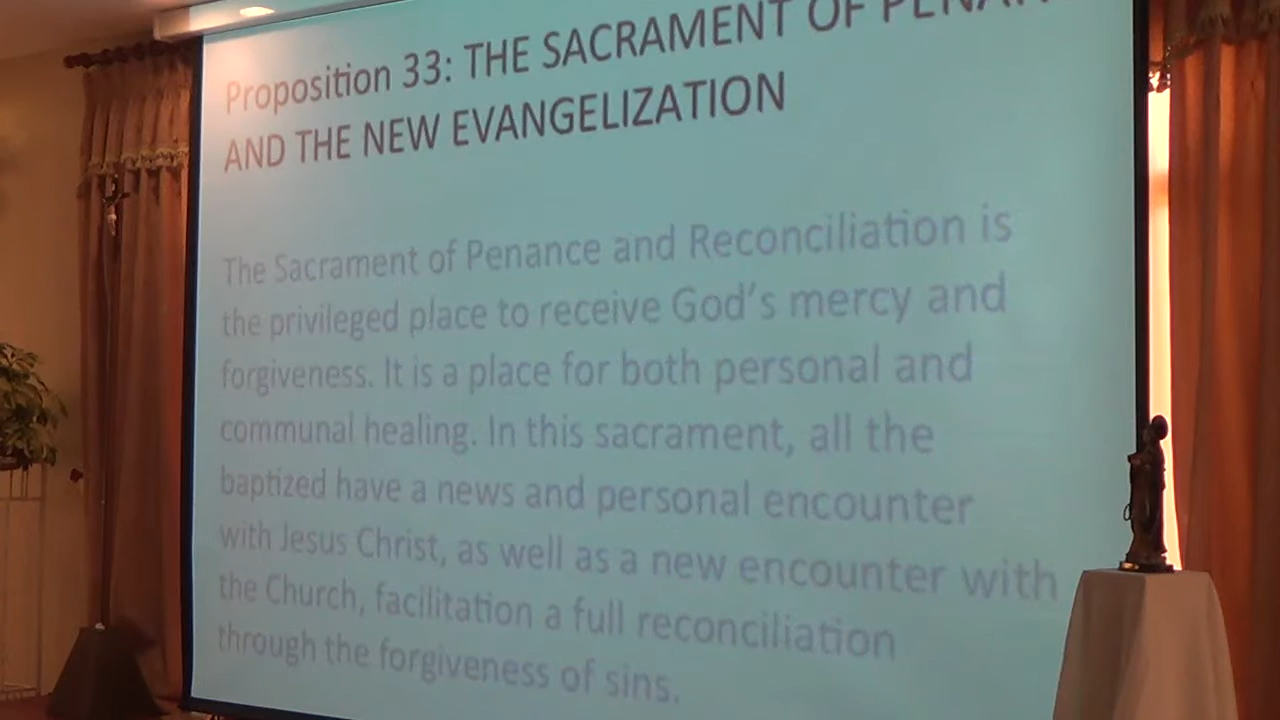 Proposition 33: THE SACRAMENT OF
AND THE NEW EVANGELIZATION
The Sacrament of Penance and Reconciliation is
the privileged place to receive God's mercy and
forgiveness. It is a place for both personal and
communal healing. In this sacrament, all the
baptized have a news and personal encounter
with Jesus Christ, as well as a new encounter with
the Church, facilitation a full reconciliation
through the forgiveness of sins.